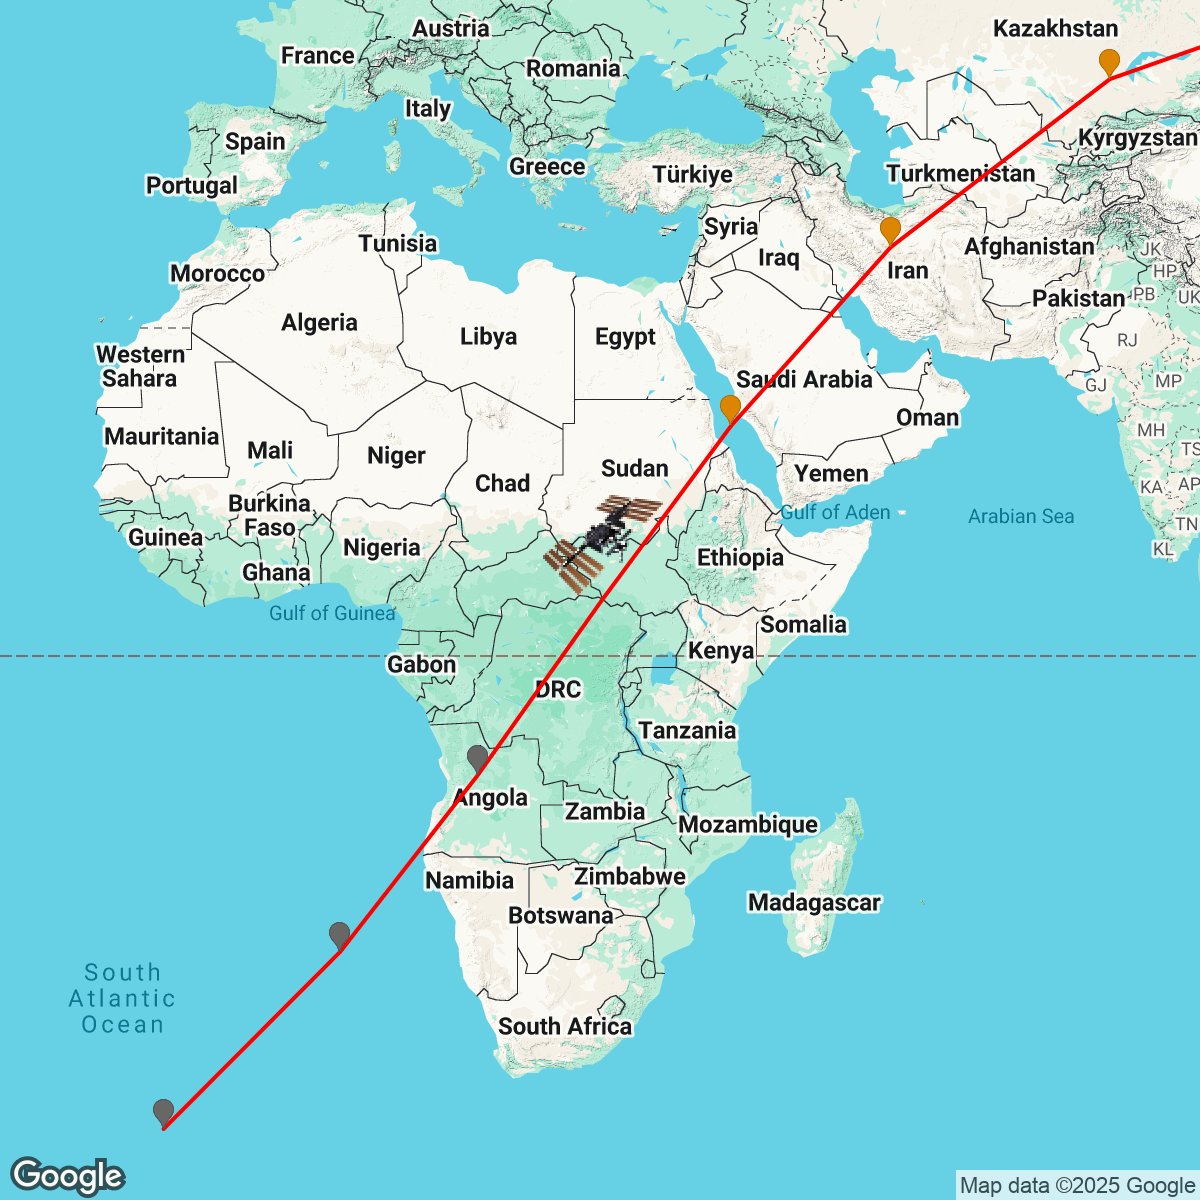 Kazakhstan
Austria
France
Romania
Italy
Kyrgyzstan
Spain
Greece
Türkiye
Turkmenistan
Portugal
Syria
Tunisia
Afghanistan
JK
Iraq
Iran
HP
Morocco
Pakistan
PB
UK
Algeria
Libya
Egypt
RJ
Western
Sahara
Saudi Arabia
GJ
MP
Oman
Mauritania
MH
Mali
Niger
TS
Sudan
Yemen
Chad
KA
AP
Burkina
Faso
Gulf of Aden
Arabian Sea
TN
Guinea
Nigeria
KL
Ethiopia
Ghana
Gulf of Guinea
Somalia
Gabon
Kenya
DRC
Tanzania
Angola
Zambia
Mozambique
Namibia
Zimbabwe
Madagascar
Botswana
South
Atlantic
Ocean
South Africa
Google
Map data ©2025 Google